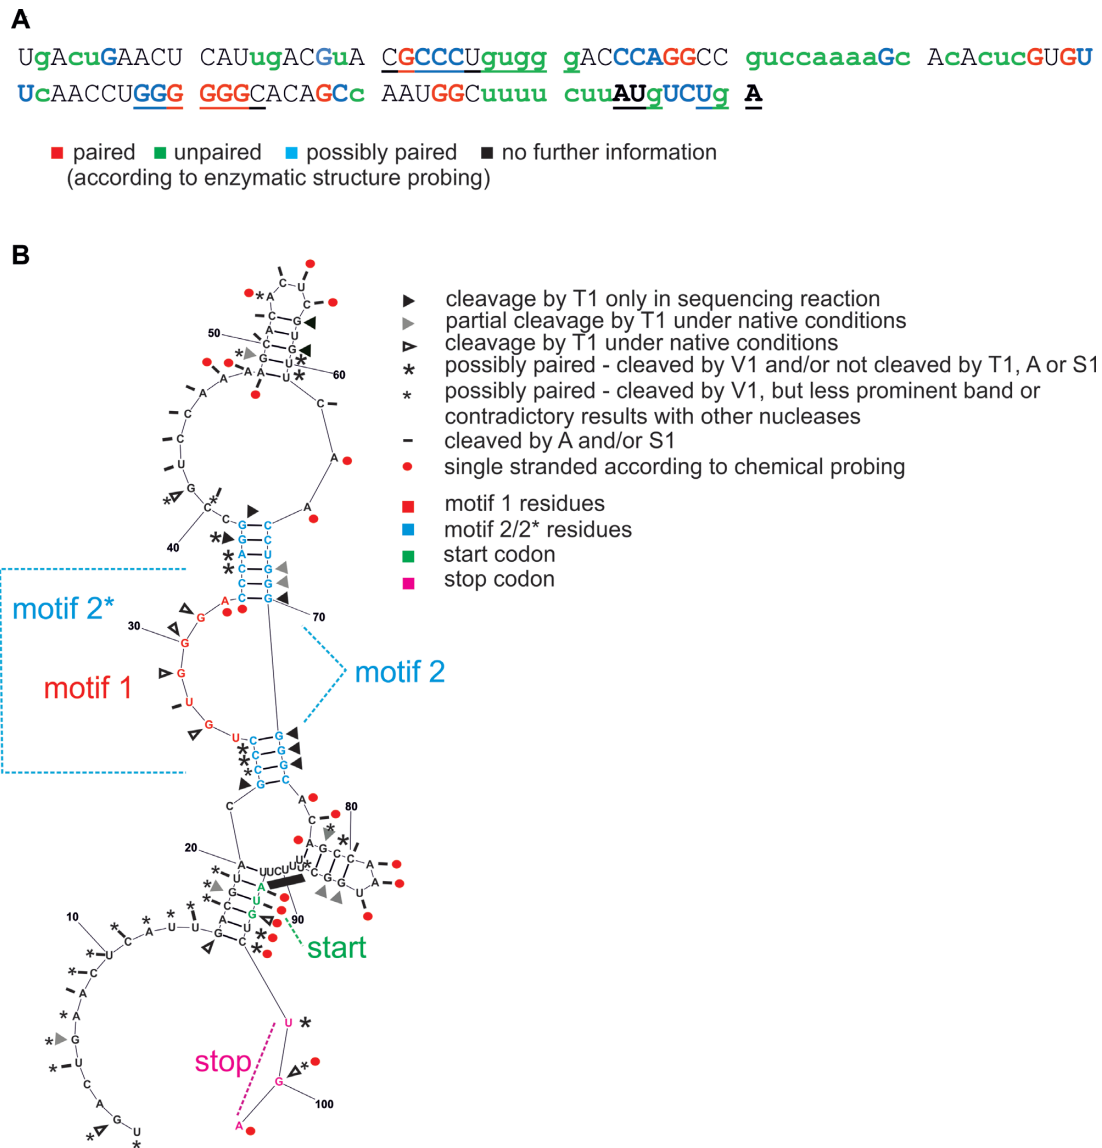 A
UgAcuGAACU CAUugACGuA CGCCCUgugg gACCCAGGCC guccaaaaGc AcAcucGUGU
UcAACCUGGG GGGCACAGCc AAUGGCuuuu cuuAUgUCUg A
paired unpaired possibly paired no further information
(according to enzymatic structure probing)
B
cleavage by T1 only in sequencing reaction
partial cleavage by T1 under native conditions
cleavage by T1 under native conditions
* possibly paired - cleaved by V1 and/or not cleaved by T1, A or S1
* possibly paired - cleaved by V1, but less prominent band or
contradictory results with other nucleases
cleaved by A and/or S1
single stranded according to chemical probing
motif 1 residues
motif 2/2* residues
start codon
stop codon
50
60
40
motif 2*
30
70
motif 1
motif 2
80
20
10
90
start
stop
100